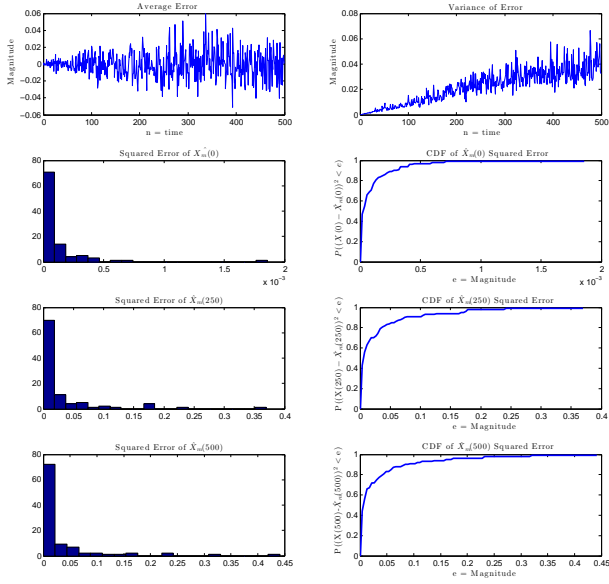 Average Error
Magnitude
0.06
0.04
0.02
0
−0.02
−0.04
−0.06
0 100 200 300 400 500
n = time
Variance of Error
Magnitude
0.08
0.06
0.04
0.02
0
0 100 200 300 400 500
n = time
Squared Error of X̂_m(0)
80
60
40
20
0
0 0.5 1 1.5 2
x 10⁻³
CDF of X̂_m(0) Squared Error
P((X(0) − X̂_m(0))² < e)
1
0.8
0.6
0.4
0.2
0
0 0.5 1 1.5 2
x 10⁻³
e = Magnitude
Squared Error of X̂_m(250)
80
60
40
20
0
0 0.05 0.1 0.15 0.2 0.25 0.3 0.35 0.4
CDF of X̂_m(250) Squared Error
P((X(250) − X̂_m(250))² < e)
1
0.8
0.6
0.4
0.2
0
0 0.05 0.1 0.15 0.2 0.25 0.3 0.35 0.4
e = Magnitude
Squared Error of X̂_m(500)
80
60
40
20
0
0 0.05 0.1 0.15 0.2 0.25 0.3 0.35 0.4 0.45
CDF of X̂_m(500) Squared Error
P((X(500)-X̂_m(500))² < e)
1
0.8
0.6
0.4
0.2
0
0 0.05 0.1 0.15 0.2 0.25 0.3 0.35 0.4 0.45
e = Magnitude